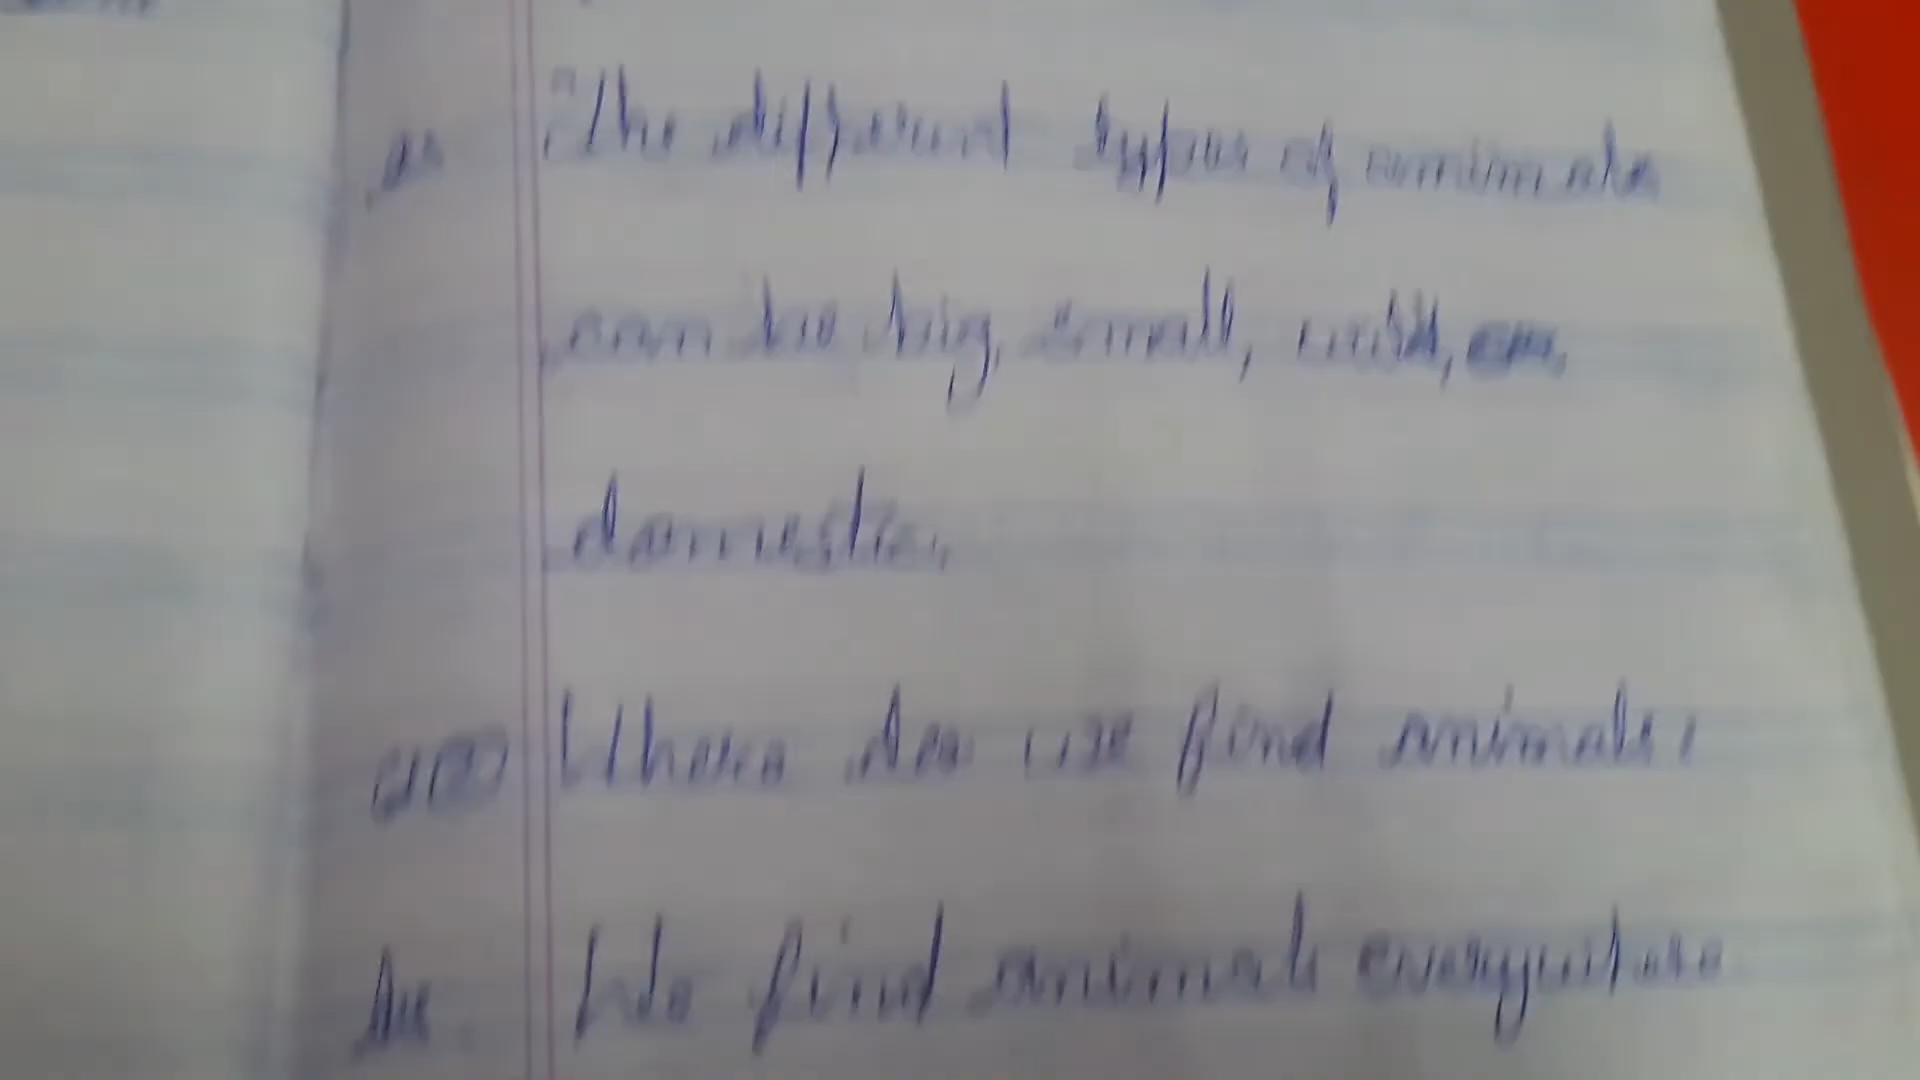 The different types of animals
can be big, small, wild, or
domestic.
Where do we find animals?
Ans. We find animals everywhere